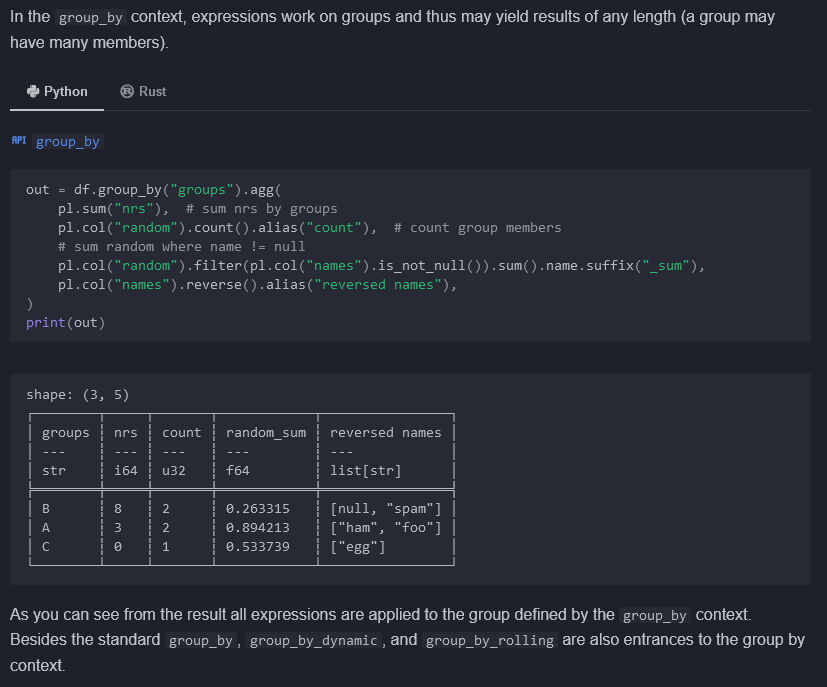 In the group_by context, expressions work on groups and thus may yield results of any length (a group may
have many members).
Python Rust
API group_by
out = df.group_by("groups").agg(
    pl.sum("nrs"),  # sum nrs by groups
    pl.col("random").count().alias("count"),  # count group members
    # sum random where name != null
    pl.col("random").filter(pl.col("names").is_not_null()).sum().name.suffix("_sum"),
    pl.col("names").reverse().alias("reversed names"),
)
print(out)
shape: (3, 5)
┌────────┬─────┬───────┬────────────┬────────────────┐
│ groups ┆ nrs ┆ count ┆ random_sum ┆ reversed names │
│ ---    ┆ --- ┆ ---   ┆ ---        ┆ ---            │
│ str    ┆ i64 ┆ u32   ┆ f64        ┆ list[str]      │
╞════════╪═════╪═══════╪════════════╪════════════════╡
│ B      ┆ 8   ┆ 2     ┆ 0.263315   ┆ [null, "spam"] │
│ A      ┆ 3   ┆ 2     ┆ 0.894213   ┆ ["ham", "foo"] │
│ C      ┆ 0   ┆ 1     ┆ 0.533739   ┆ ["egg"]        │
└────────┴─────┴───────┴────────────┴────────────────┘
As you can see from the result all expressions are applied to the group defined by the group_by context.
Besides the standard group_by, group_by_dynamic, and group_by_rolling are also entrances to the group by
context.